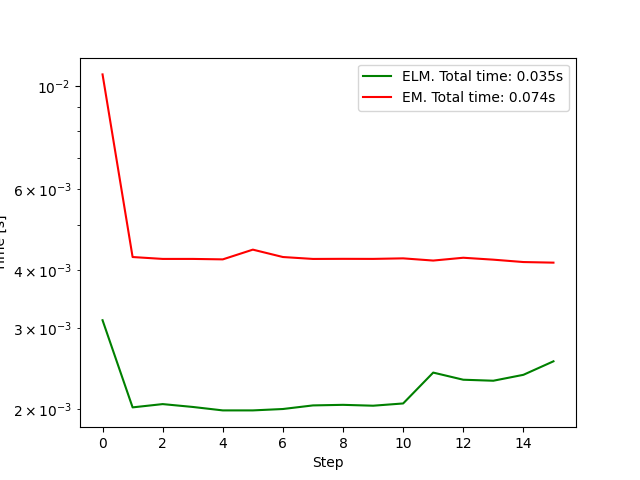 ELM. Total time: 0.035s
EM. Total time: 0.074s
10⁻²
6 × 10⁻³
4 × 10⁻³
3 × 10⁻³
2 × 10⁻³
0 2 4 6 8 10 12 14
Step